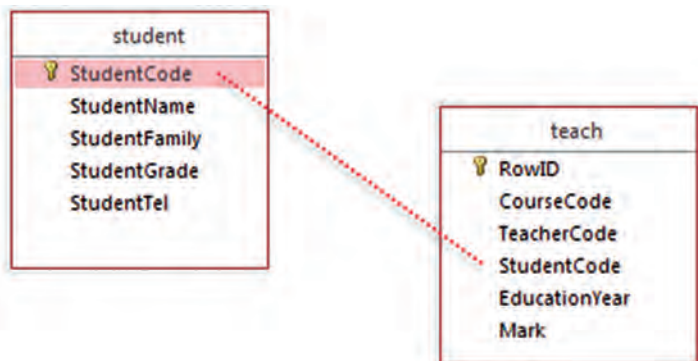 student
StudentCode
StudentName
StudentFamily
StudentGrade
StudentTel
teach
RowID
CourseCode
TeacherCode
StudentCode
EducationYear
Mark